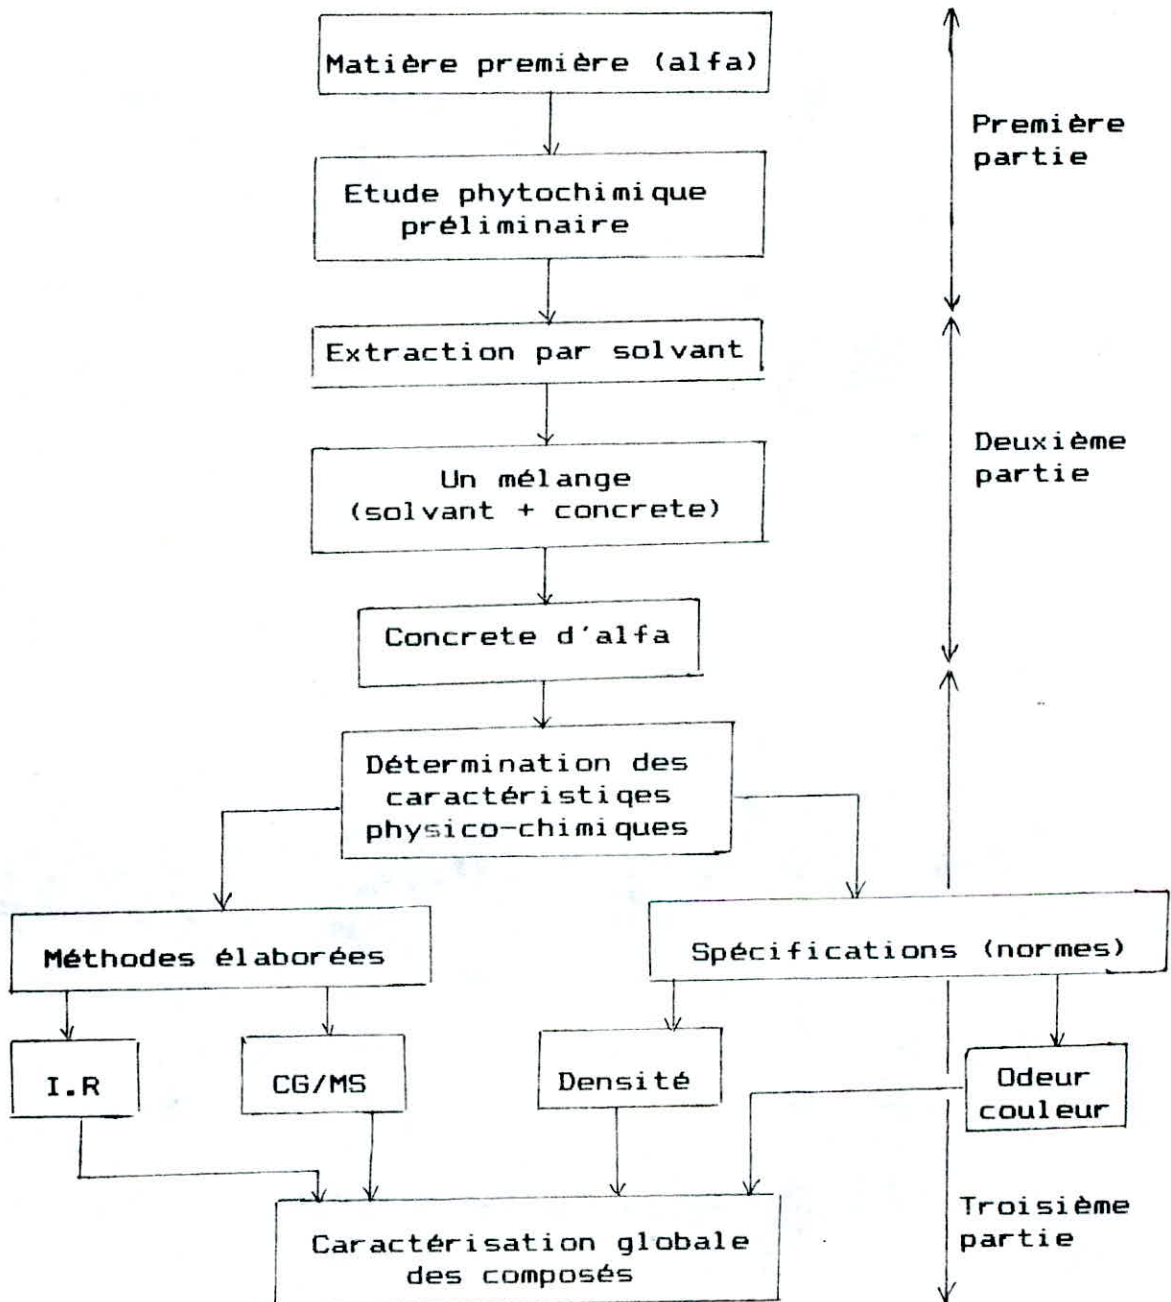 Matière première (alfa)
Première
partie
Etude phytochimique
préliminaire
Extraction par solvant
Deuxième
partie
Un mélange
(solvant + concrete)
Concrete d'alfa
Détermination des
caractéristiqes
physico-chimiques
Méthodes élaborées
Spécifications (normes)
I.R
CG/MS
Densité
Odeur
couleur
Troisième
partie
Caractérisation globale
des composés